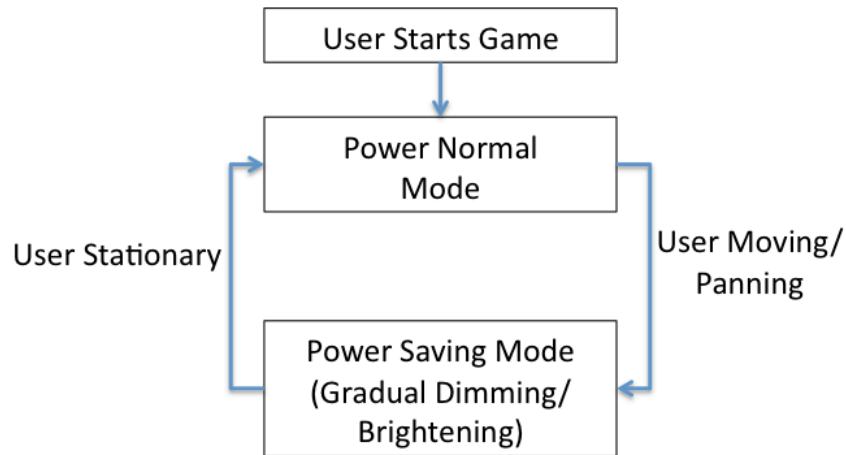 User Starts Game
Power Normal
Mode
User Stationary
User Moving/
Panning
Power Saving Mode
(Gradual Dimming/
Brightening)